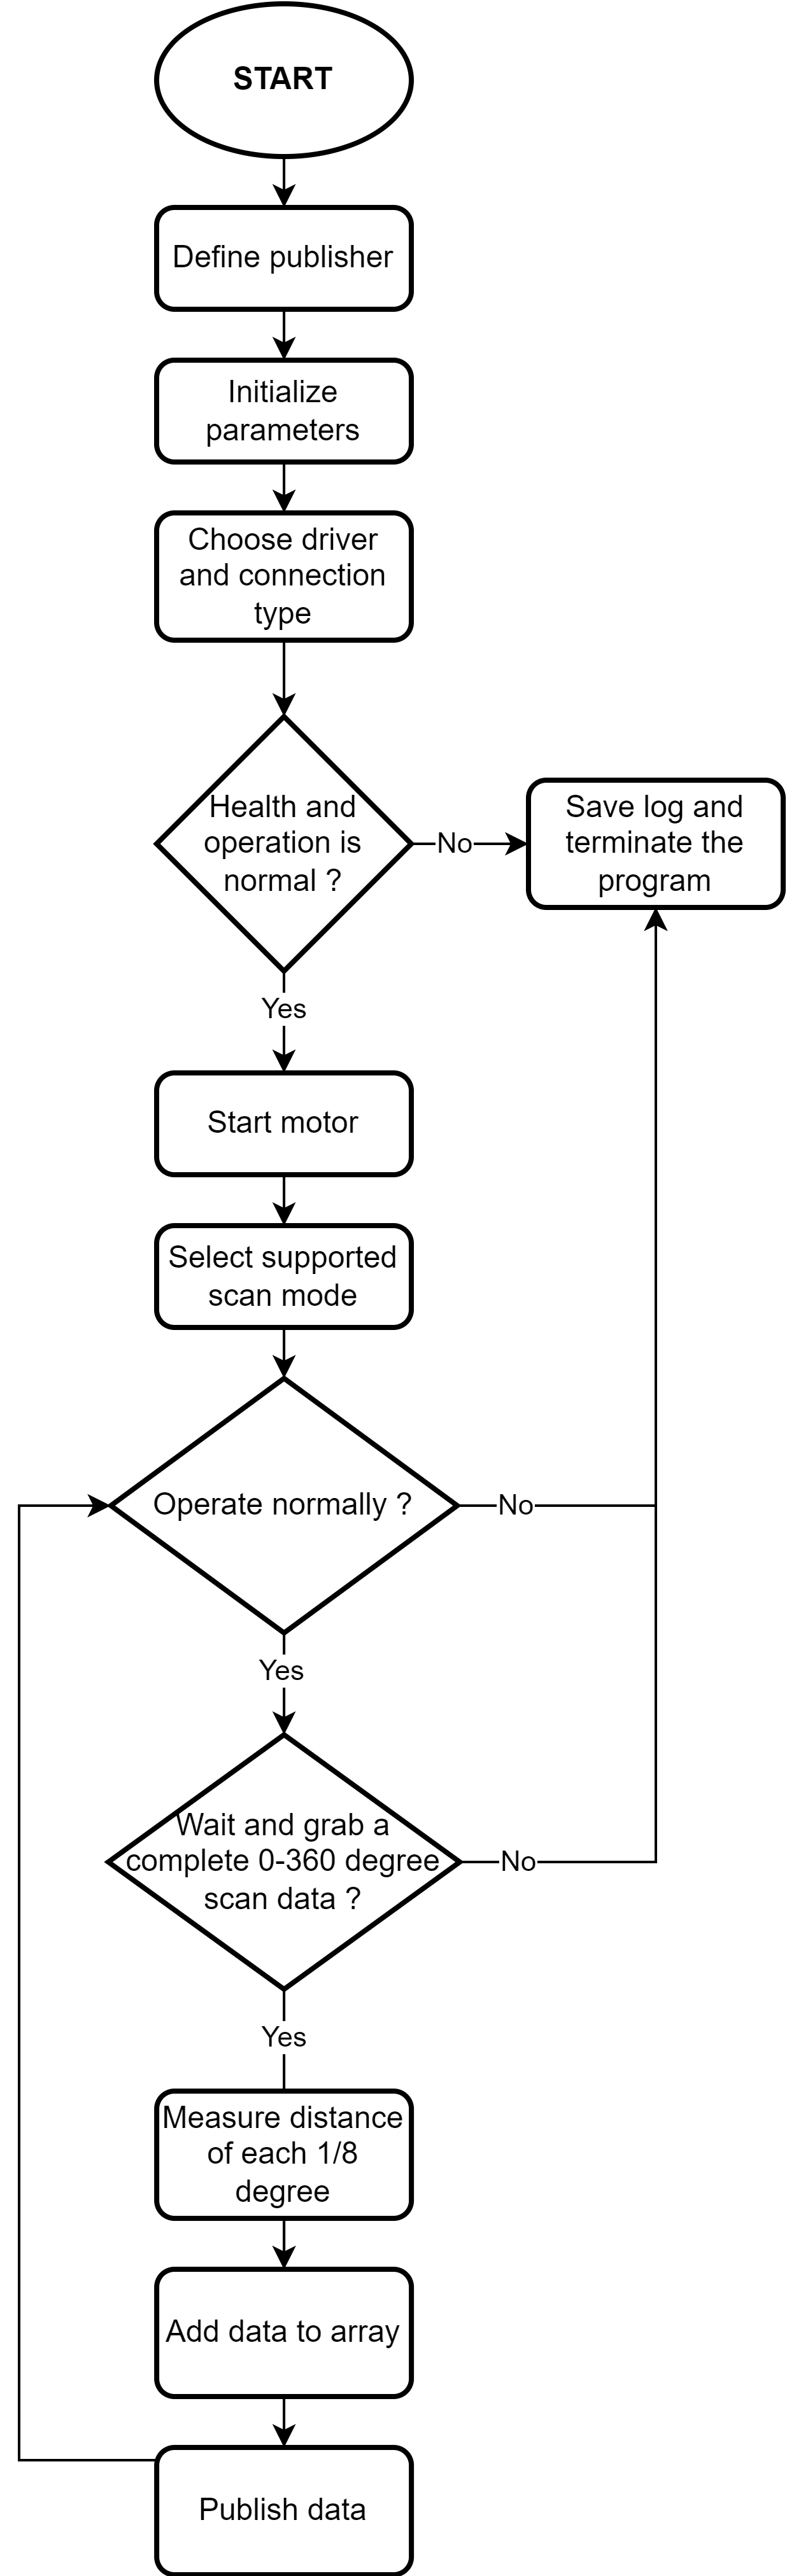 START
Define publisher
Initialize
parameters
Choose driver
and connection
type
Health and
operation is
normal ?
No
Save log and
terminate the
program
Yes
Start motor
Select supported
scan mode
Operate normally ?
No
Yes
Wait and grab a
complete 0-360 degree
scan data ?
No
Yes
Measure distance
of each 1/8
degree
Add data to array
Publish data